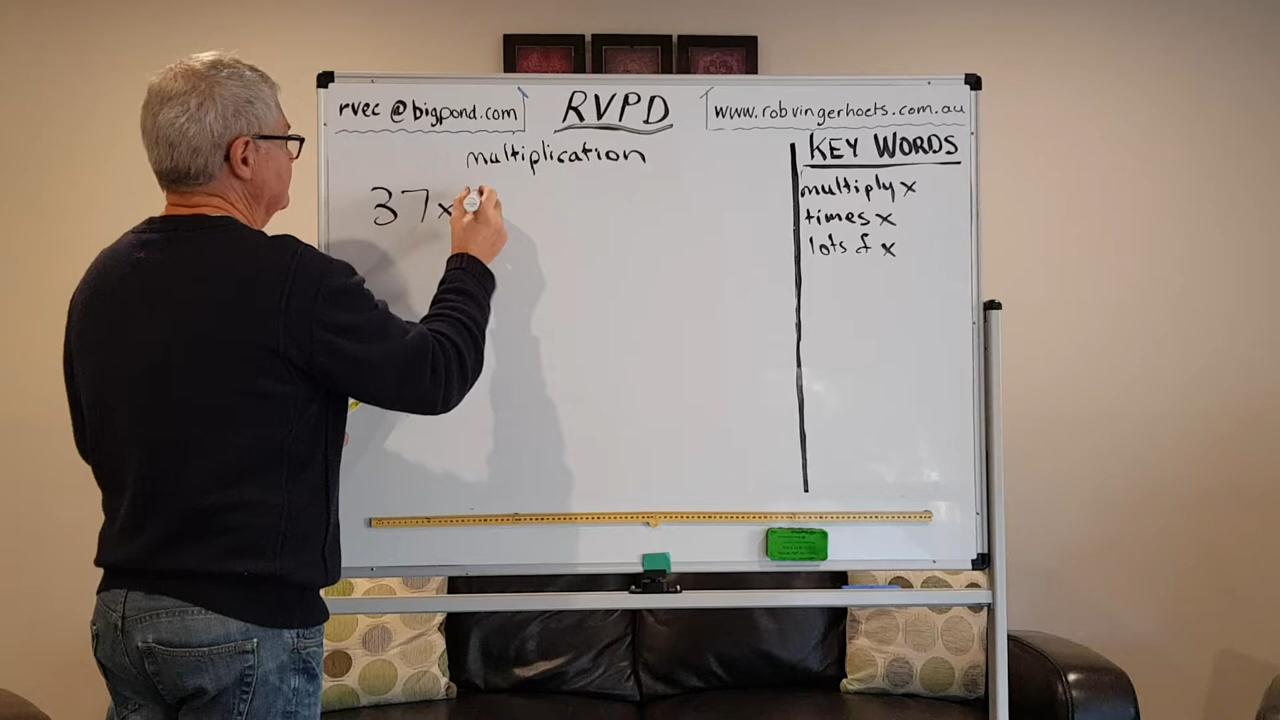 rvec @bigpond.com
RVPD
www.robvingerhoets.com.au
multiplication
37x
KEY WORDS
multiply x
times x
lots of x